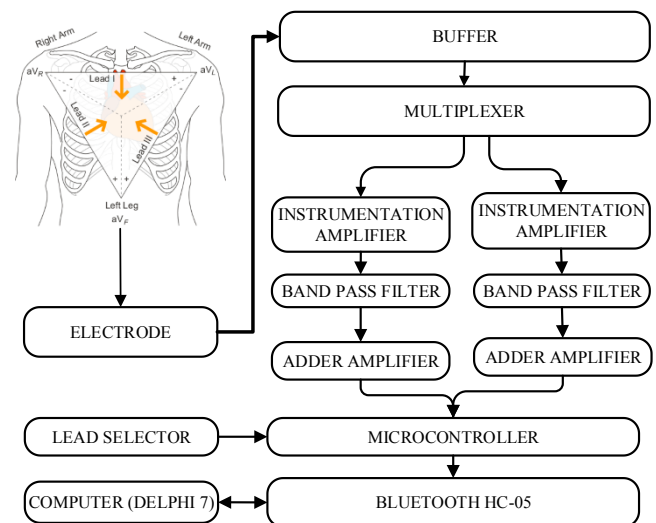 Right Arm
Left Arm
aVR
Lead I
aVL
-
+
-
-
Lead II
Lead III
+ +
Left Leg
aVF
ELECTRODE
BUFFER
MULTIPLEXER
INSTRUMENTATION
AMPLIFIER
INSTRUMENTATION
AMPLIFIER
BAND PASS FILTER
BAND PASS FILTER
ADDER AMPLIFIER
ADDER AMPLIFIER
LEAD SELECTOR
MICROCONTROLLER
COMPUTER (DELPHI 7)
BLUETOOTH HC-05